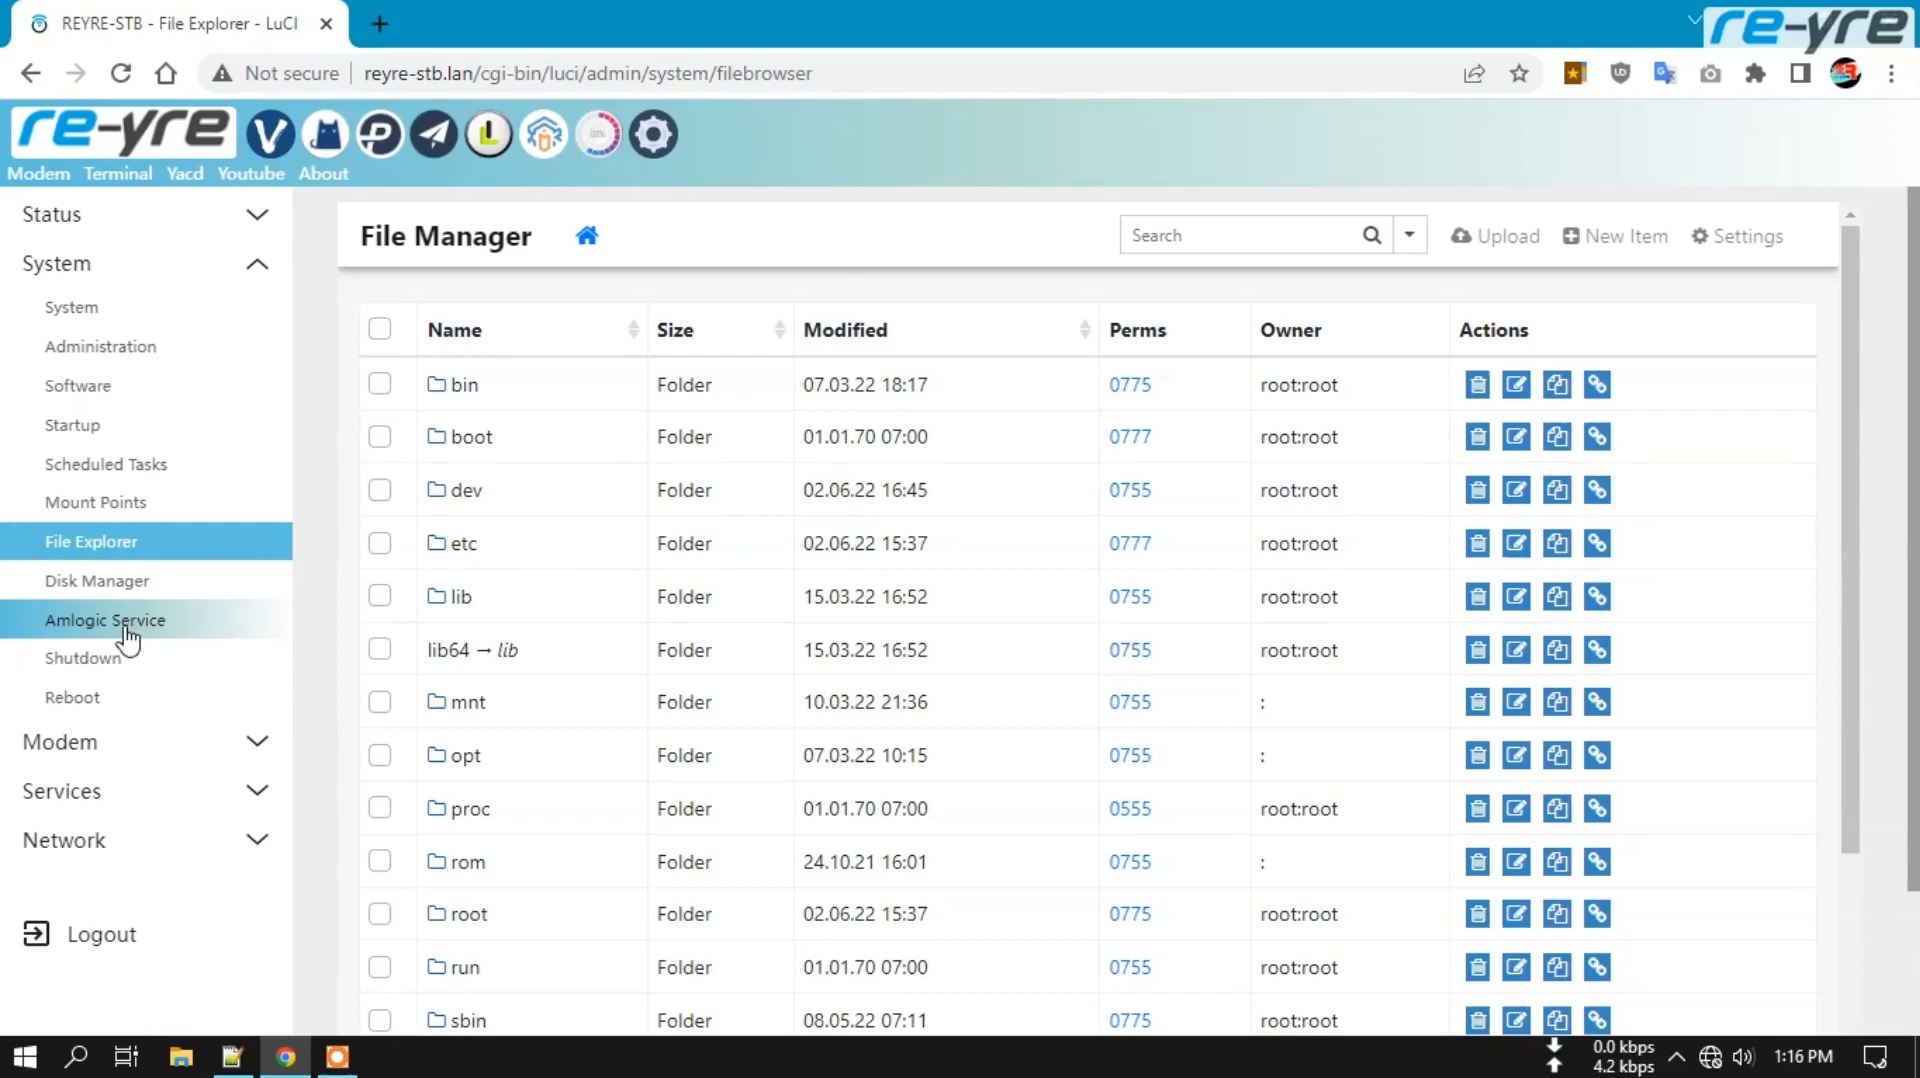 REYRE-STB - File Explorer - LuCI
re-yre
Not secure
reyre-stb.lan/cgi-bin/luci/admin/system/filebrowser
re-yre
Modem Terminal Yacd Youtube About
Status
System
System
Administration
Software
Startup
Scheduled Tasks
Mount Points
File Explorer
Disk Manager
Amlogic Service
Shutdown
Reboot
Modem
Services
Network
Logout
File Manager
Search
Upload
New Item
Settings
Name Size Modified Perms Owner Actions
bin Folder 07.03.22 18:17 0775 root:root
boot Folder 01.01.70 07:00 0777 root:root
dev Folder 02.06.22 16:45 0755 root:root
etc Folder 02.06.22 15:37 0777 root:root
lib Folder 15.03.22 16:52 0755 root:root
lib64 → lib Folder 15.03.22 16:52 0755 root:root
mnt Folder 10.03.22 21:36 0755 :
opt Folder 07.03.22 10:15 0755 :
proc Folder 01.01.70 07:00 0555 root:root
rom Folder 24.10.21 16:01 0755 :
root Folder 02.06.22 15:37 0775 root:root
run Folder 01.01.70 07:00 0755 root:root
sbin Folder 08.05.22 07:11 0775 root:root
0.0 kbps
4.2 kbps
1:16 PM